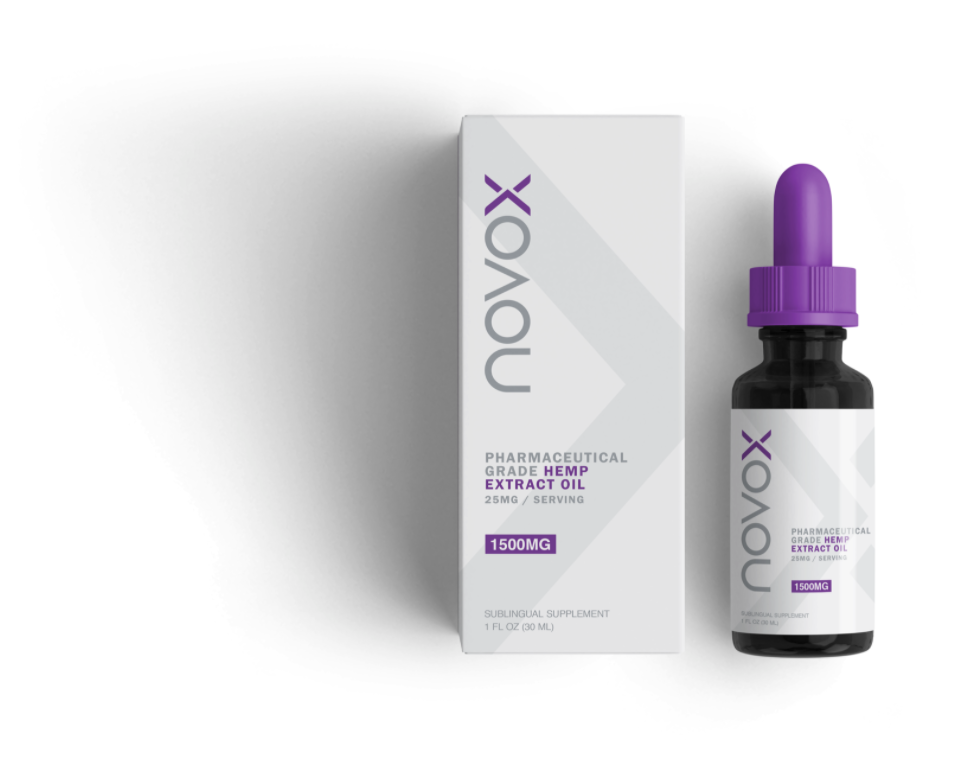 novox
PHARMACEUTICAL
GRADE HEMP
EXTRACT OIL
25MG / SERVING
1500MG
SUBLINGUAL SUPPLEMENT
1 FL OZ (30 ML)
novox
PHARMACEUTICAL
GRADE HEMP
EXTRACT OIL
25MG / SERVING
1500MG
SUBLINGUAL SUPPLEMENT
1 FL OZ (30 ML)